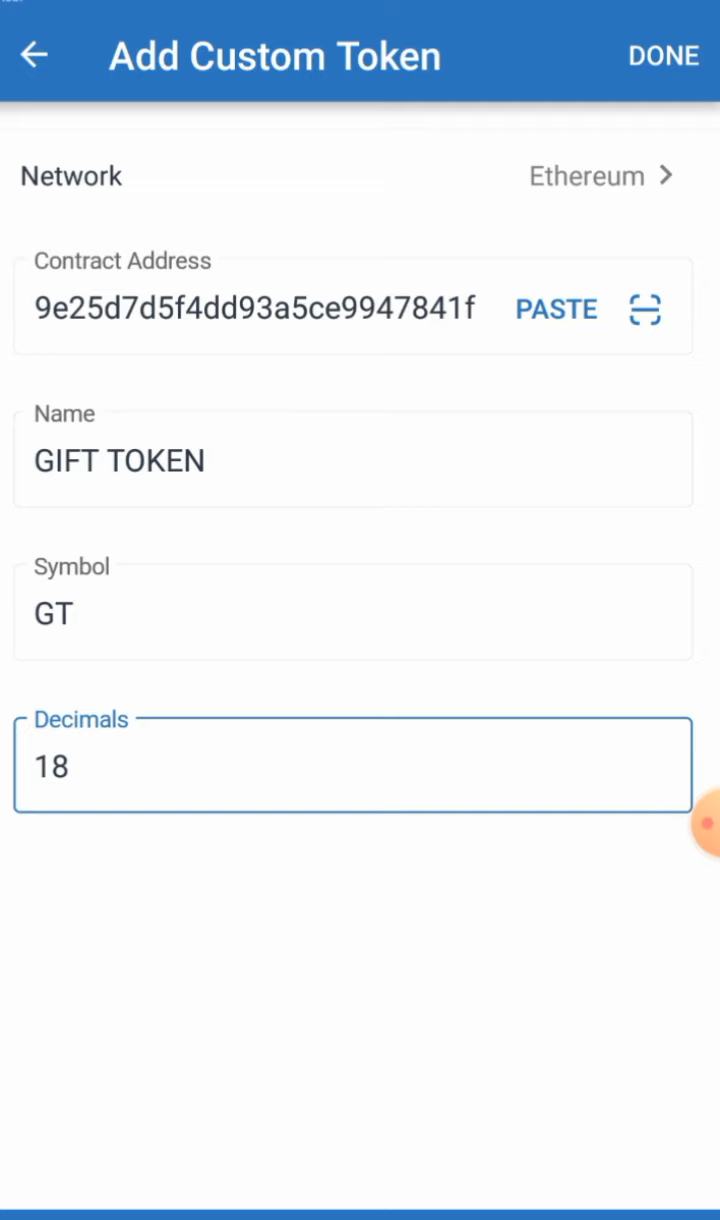 Add Custom Token
DONE
Network
Ethereum
Contract Address
9e25d7d5f4dd93a5ce9947841f
PASTE
Name
GIFT TOKEN
Symbol
GT
Decimals
18